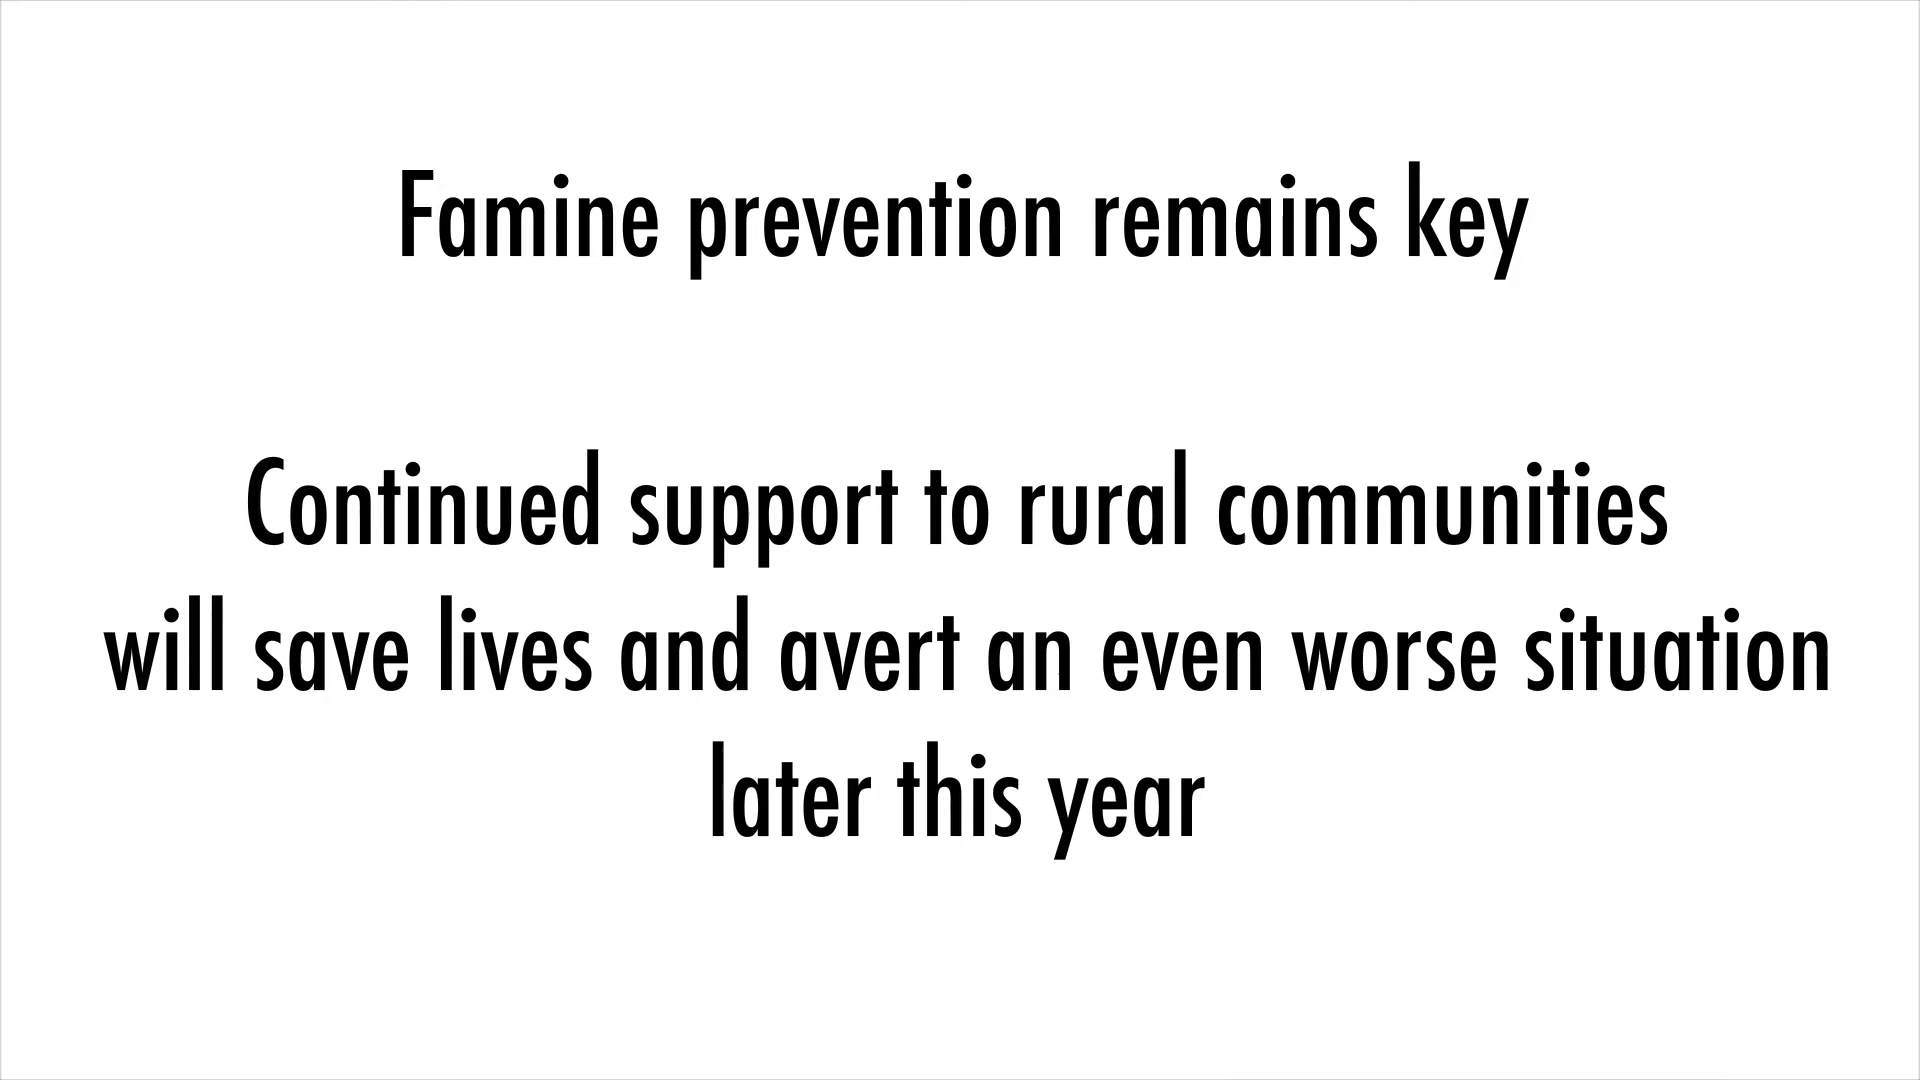 Famine prevention remains key
Continued support to rural communities
will save lives and avert an even worse situation
later this year